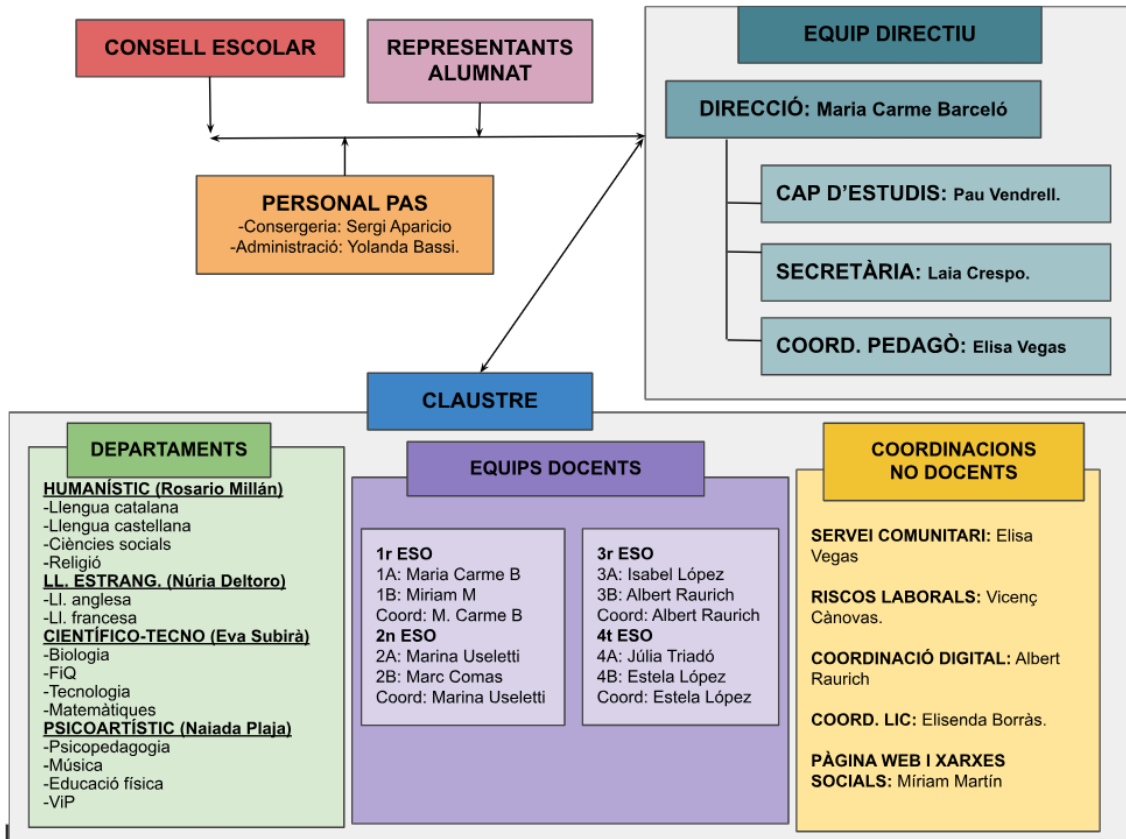 CONSELL ESCOLAR
REPRESENTANTS
ALUMNAT
EQUIP DIRECTIU
DIRECCIÓ: Maria Carme Barceló
PERSONAL PAS
-Consergeria: Sergi Aparicio
-Administració: Yolanda Bassi.
CAP D'ESTUDIS: Pau Vendrell.
SECRETÀRIA: Laia Crespo.
COORD. PEDAGÒ: Elisa Vegas
CLAUSTRE
DEPARTAMENTS
HUMANÍSTIC (Rosario Millán)
-Llengua catalana
-Llengua castellana
-Ciències socials
-Religió
LL. ESTRANG. (Núria Deltoro)
-Ll. anglesa
-Ll. francesa
CIENTÍFICO-TECNO (Eva Subirà)
-Biologia
-FiQ
-Tecnologia
-Matemàtiques
PSICOARTÍSTIC (Naiada Plaja)
-Psicopedagogia
-Música
-Educació física
-ViP
EQUIPS DOCENTS
1r ESO
1A: Maria Carme B
1B: Miriam M
Coord: M. Carme B
2n ESO
2A: Marina Useletti
2B: Marc Comas
Coord: Marina Useletti
3r ESO
3A: Isabel López
3B: Albert Raurich
Coord: Albert Raurich
4t ESO
4A: Júlia Triadó
4B: Estela López
Coord: Estela López
COORDINACIONS
NO DOCENTS
SERVEI COMUNITARI: Elisa
Vegas
RISCOS LABORALS: Vicenç
Cànovas.
COORDINACIÓ DIGITAL: Albert
Raurich
COORD. LIC: Elisenda Borràs.
PÀGINA WEB I XARXES
SOCIALS: Míriam Martín